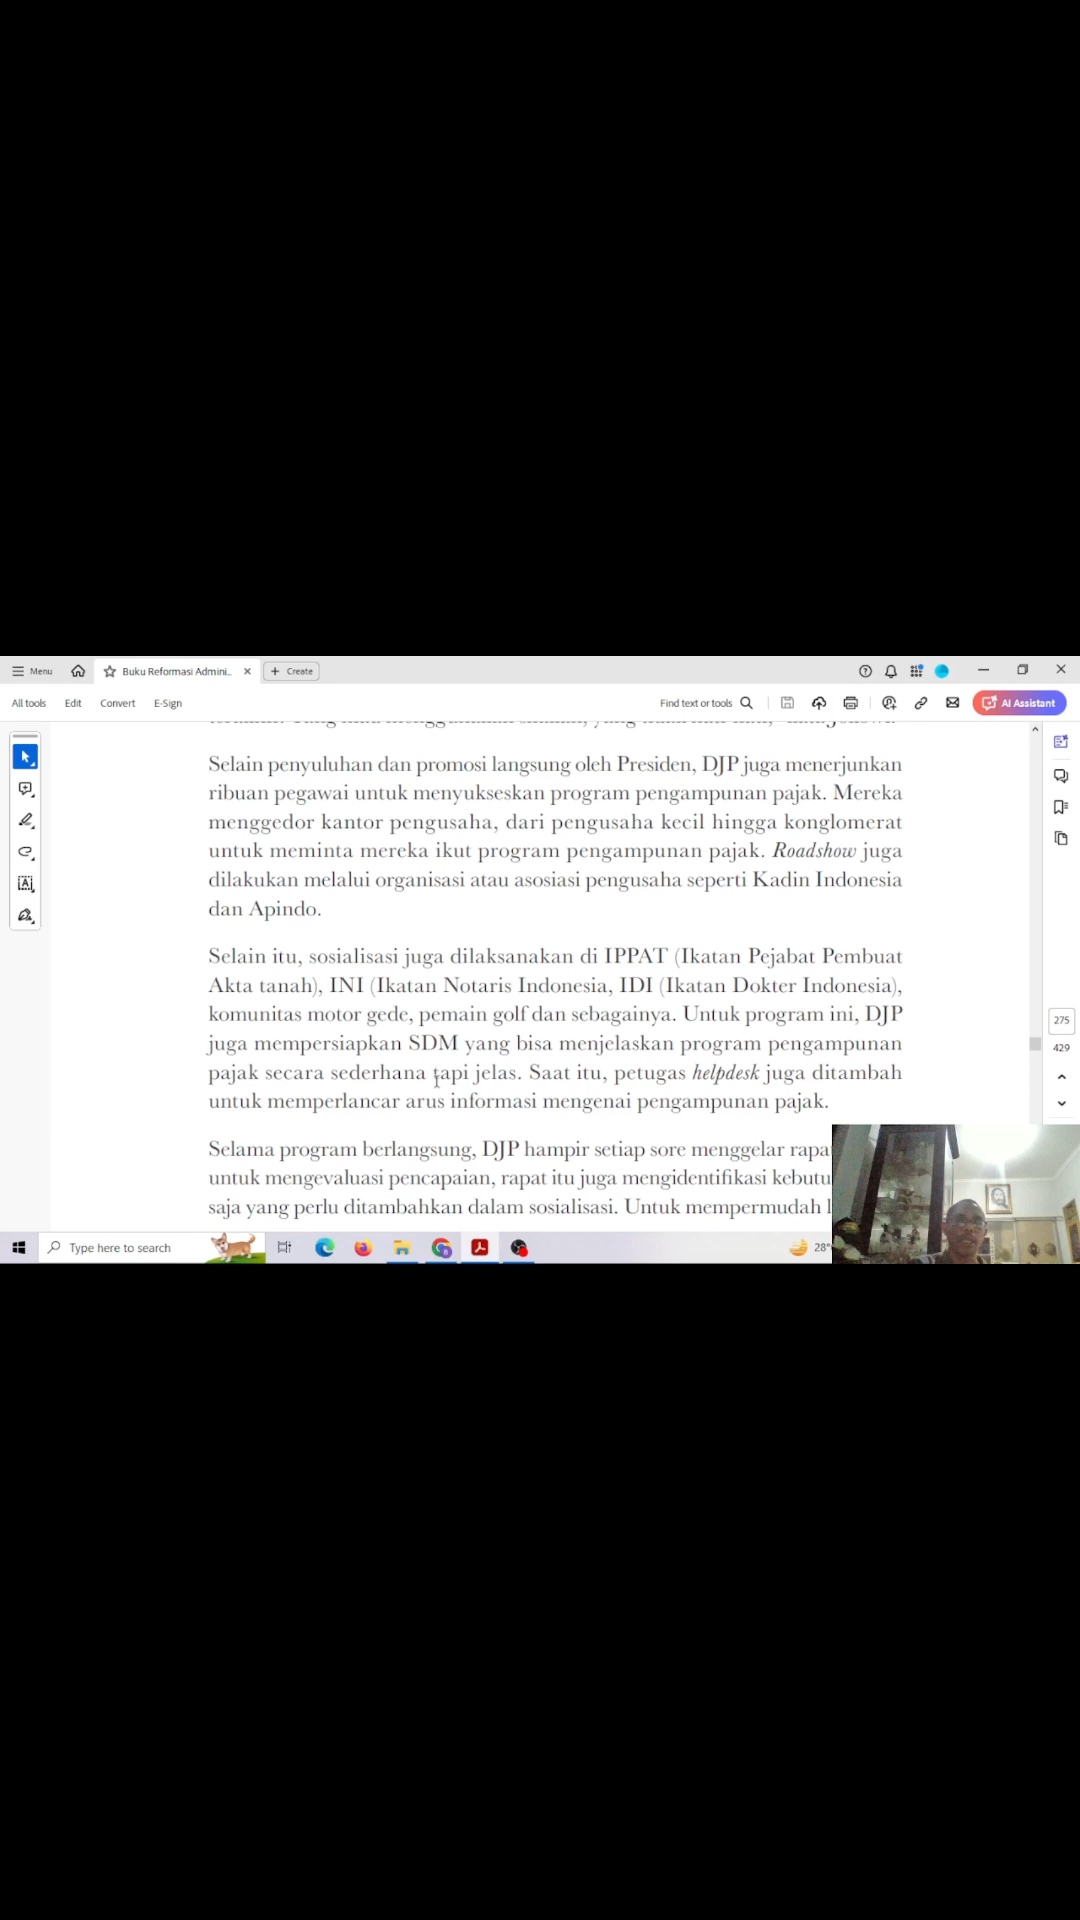 Menu
Buku Reformasi Admini...
Create
All tools
Edit
Convert
E-Sign
Find text or tools
AI Assistant
Selain penyuluhan dan promosi langsung oleh Presiden, DJP juga menerjunkan
ribuan pegawai untuk menyukseskan program pengampunan pajak. Mereka
menggedor kantor pengusaha, dari pengusaha kecil hingga konglomerat
untuk meminta mereka ikut program pengampunan pajak. Roadshow juga
dilakukan melalui organisasi atau asosiasi pengusaha seperti Kadin Indonesia
dan Apindo.
Selain itu, sosialisasi juga dilaksanakan di IPPAT (Ikatan Pejabat Pembuat
Akta tanah), INI (Ikatan Notaris Indonesia, IDI (Ikatan Dokter Indonesia),
komunitas motor gede, pemain golf dan sebagainya. Untuk program ini, DJP
juga mempersiapkan SDM yang bisa menjelaskan program pengampunan
pajak secara sederhana tapi jelas. Saat itu, petugas helpdesk juga ditambah
untuk memperlancar arus informasi mengenai pengampunan pajak.
Selama program berlangsung, DJP hampir setiap sore menggelar rapa
untuk mengevaluasi pencapaian, rapat itu juga mengidentifikasi kebutu
saja yang perlu ditambahkan dalam sosialisasi. Untuk mempermudah
275
429
Type here to search
28°